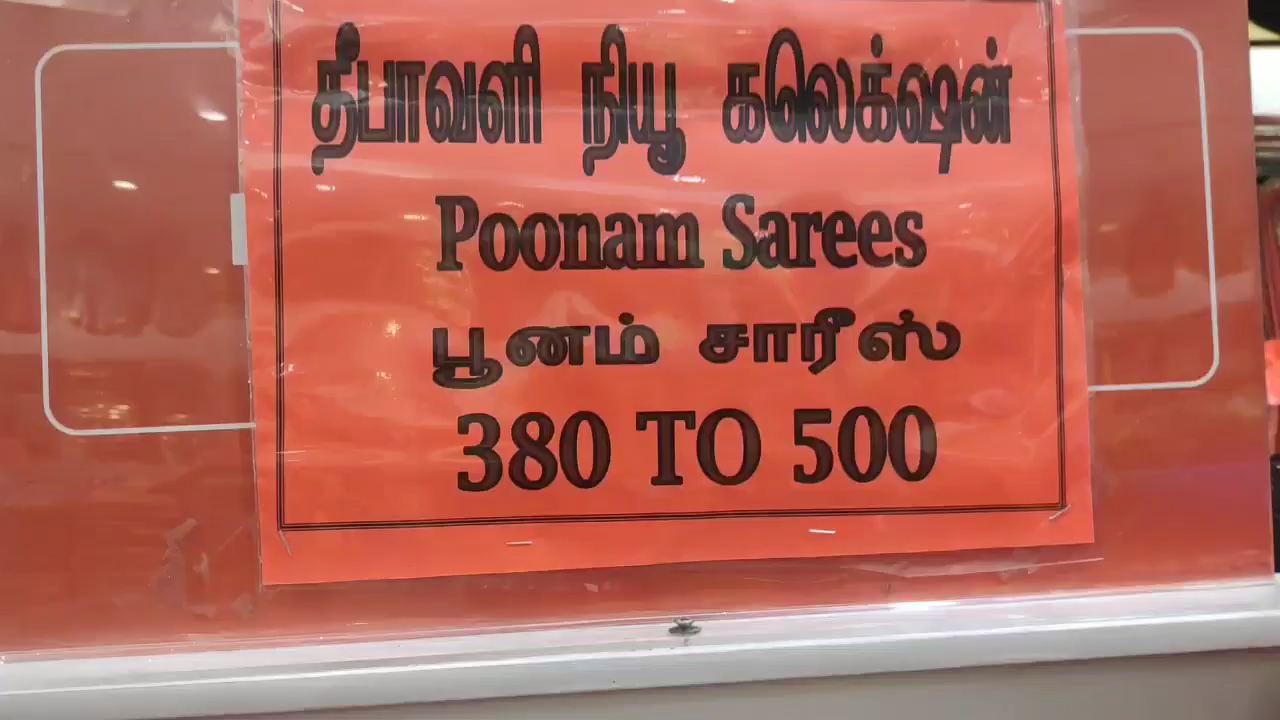 தீபாவளி நியூ கலெக்ஷன்
Poonam Sarees
பூனம் சாரீஸ்
380 TO 500